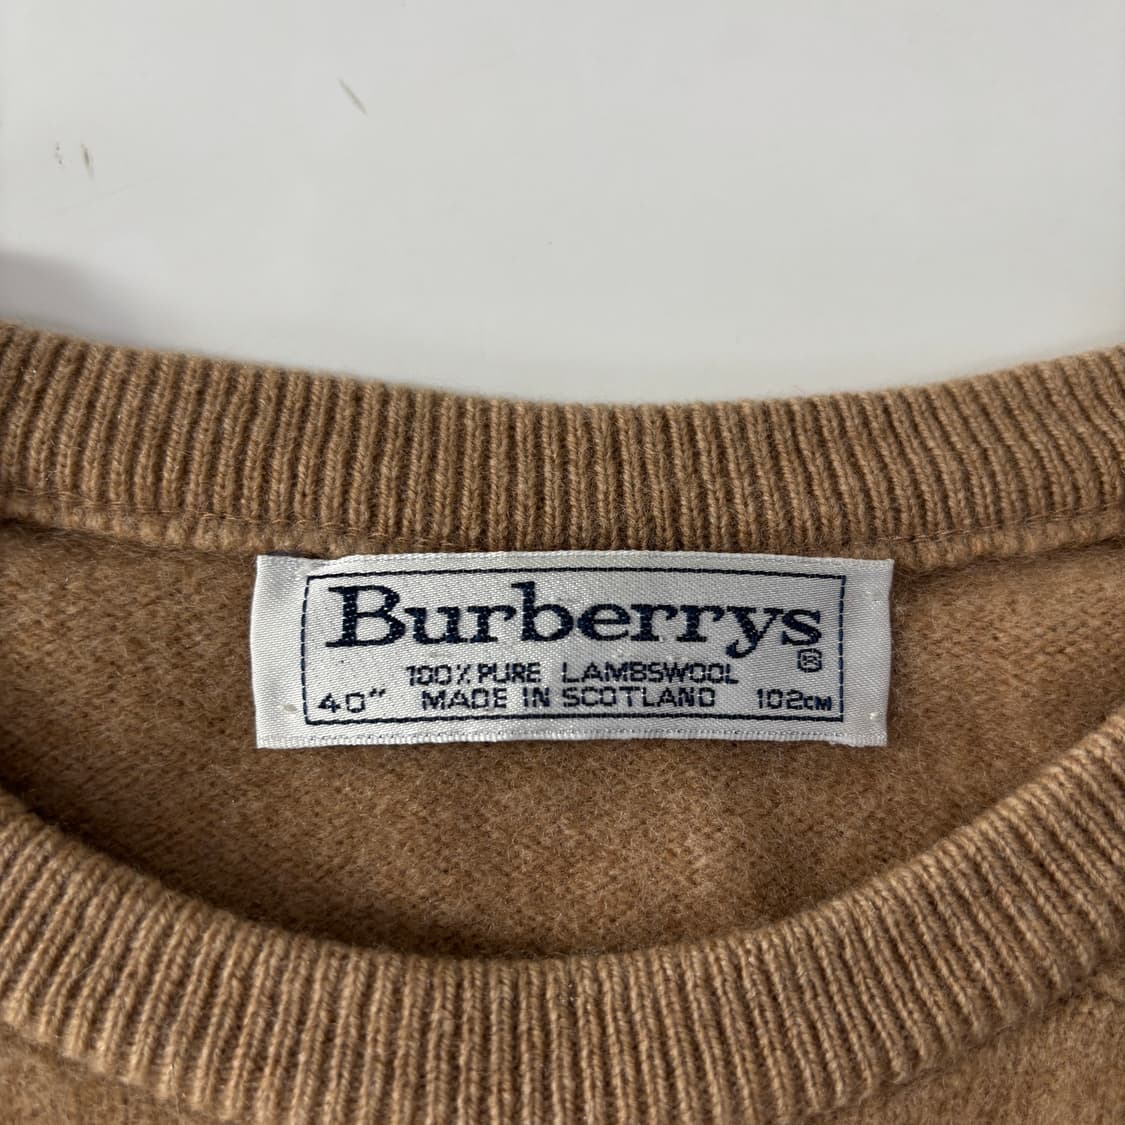 Burberrys
®
100% PURE LAMBSWOOL
40" MADE IN SCOTLAND 102CM